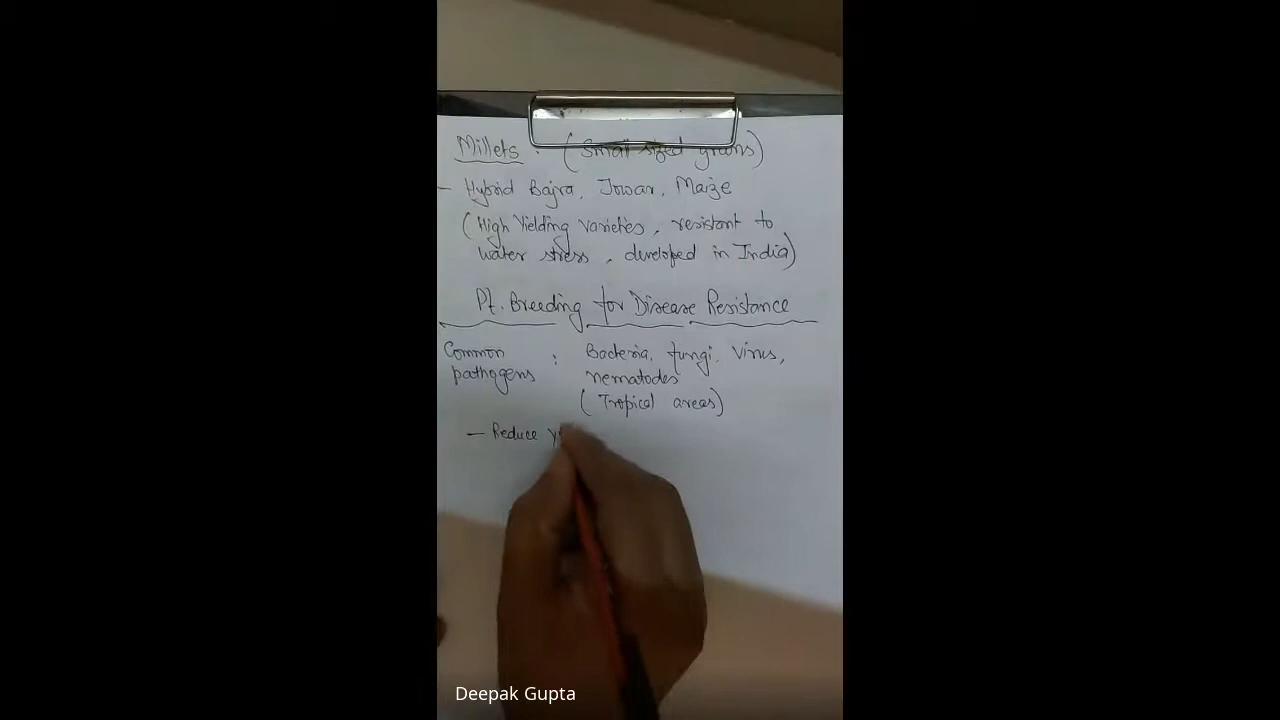 Millets : (Small sized grains)
- Hybrid Bajra, Jowar, Maize
(High Yielding varieties, resistant to
water stress, developed in India)
Pt. Breeding for Disease Resistance
Common : Bacteria, fungi, Virus,
pathogens nematodes
(Tropical areas)
- Reduce
Deepak Gupta